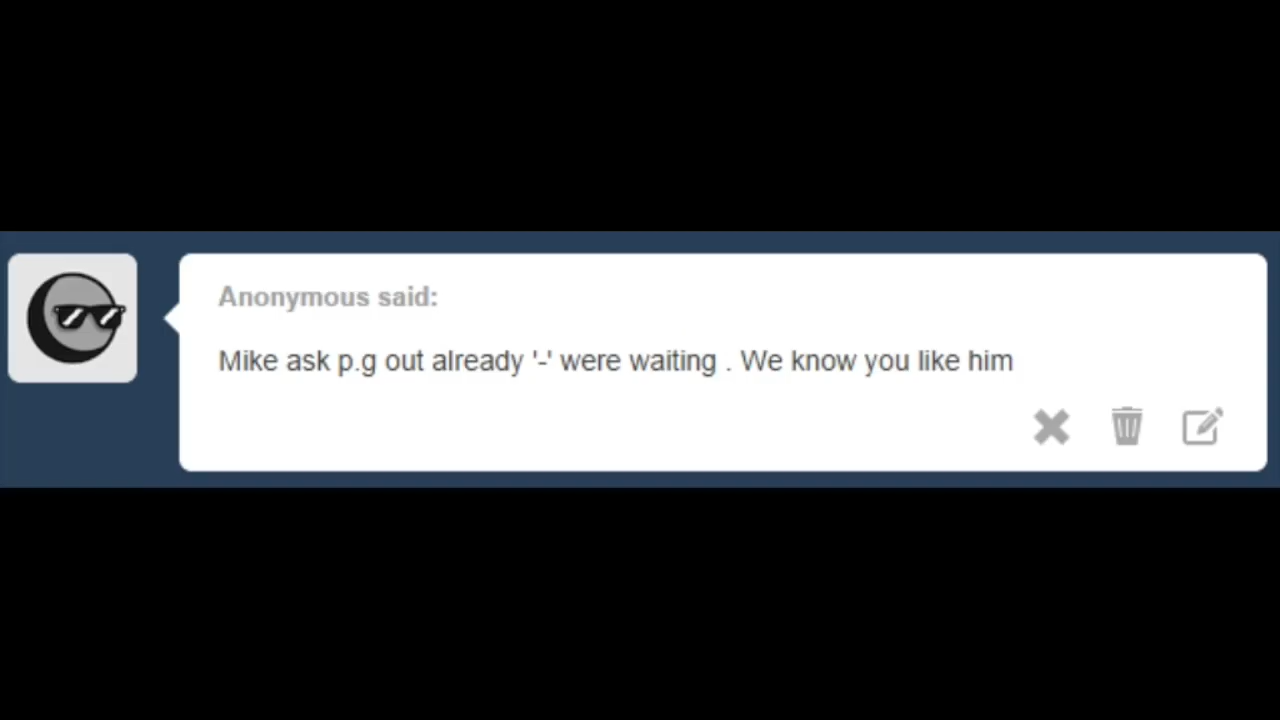 Anonymous said:
Mike ask p.g out already '-' were waiting . We know you like him